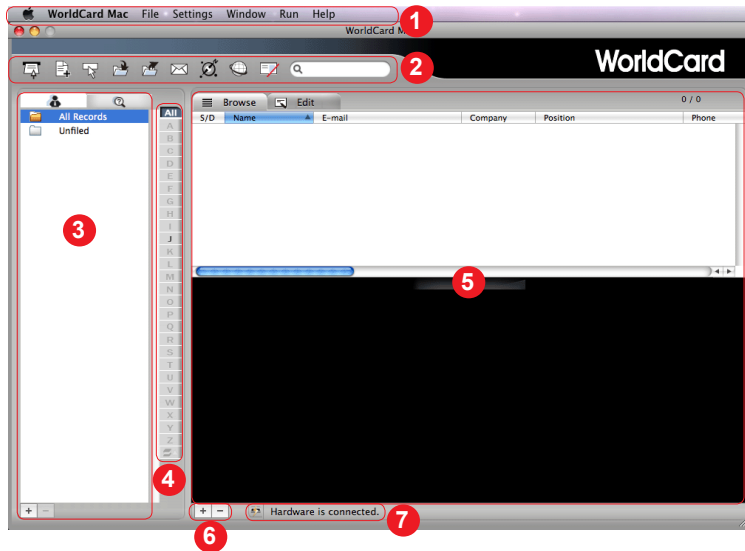 WorldCard Mac File Settings Window Run Help
1
WorldCard M
WorldCard
2
All Records
Unfiled
3
All
A
B
C
D
E
F
G
H
I
J
K
L
M
N
O
P
Q
R
S
T
U
V
W
X
Y
Z
4
Browse Edit 0 / 0
S/D Name E-mail Company Position Phone
5
+ −
+ −
6
Hardware is connected.
7